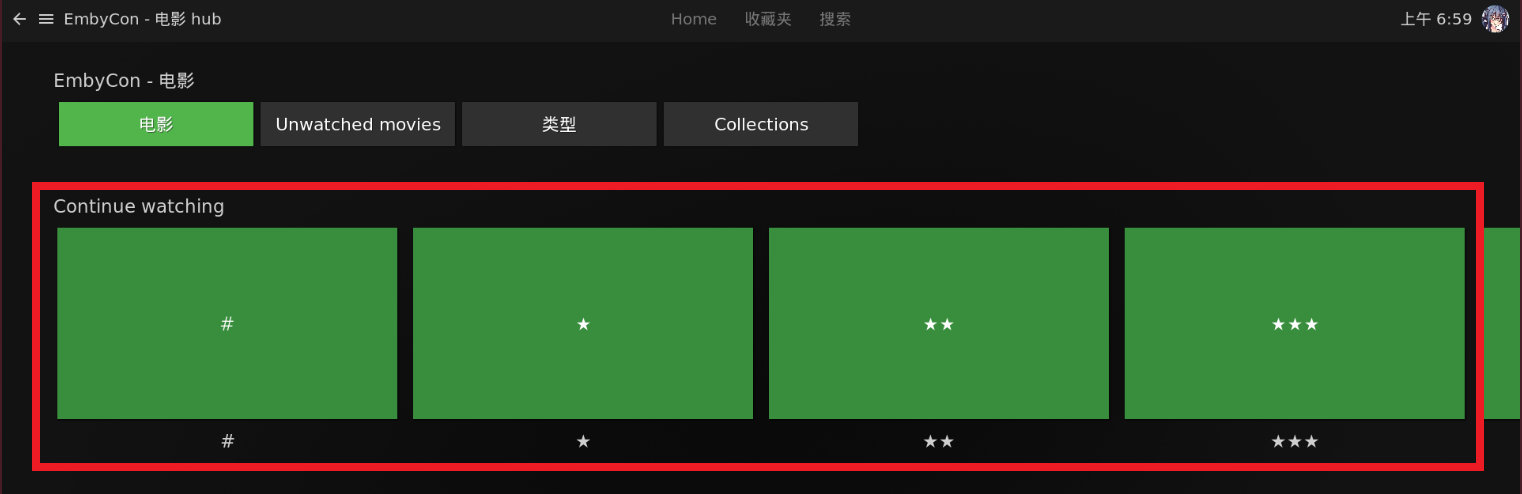 EmbyCon - 电影 hub
Home 收藏夹 搜索
上午 6:59
EmbyCon - 电影
电影 Unwatched movies 类型 Collections
Continue watching
# ★ ★★ ★★★
# ★ ★★ ★★★